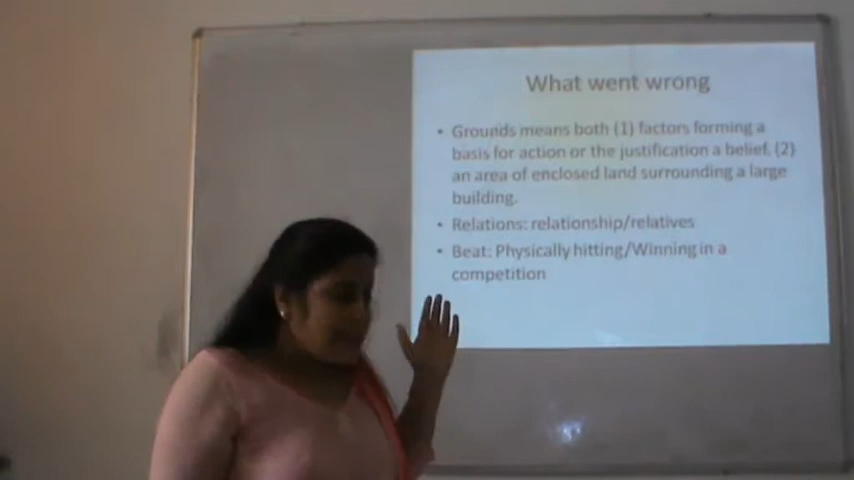 What went wrong
• Grounds means both (1) factors forming a
basis for action or the justification a belief. (2)
an area of enclosed land surrounding a large
building.
• Relations: relationship/relatives
• Beat: Physically hitting/Winning in a
competition